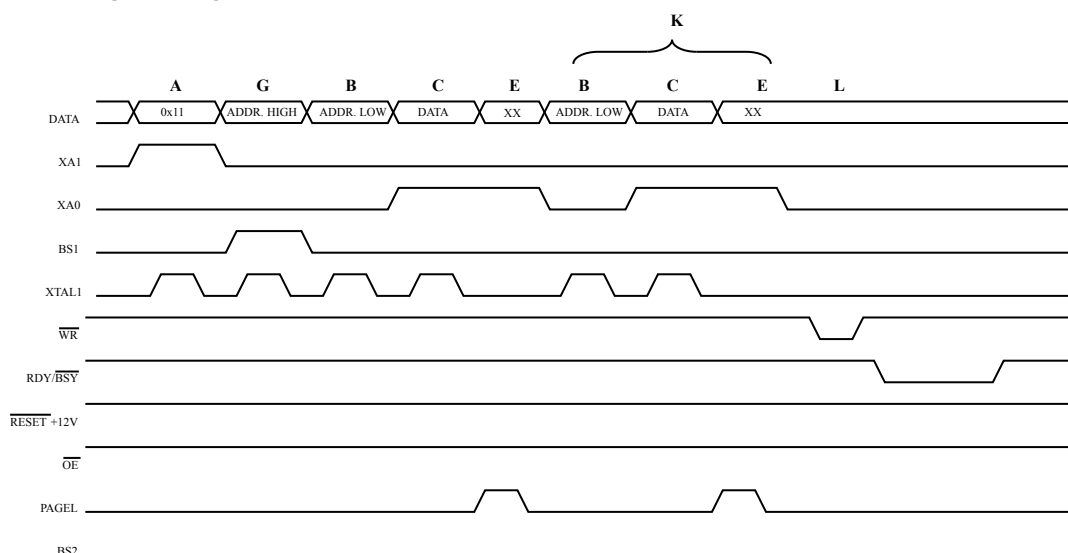 K
A G B C E B C E L
DATA 0x11 ADDR. HIGH ADDR. LOW DATA XX ADDR. LOW DATA XX
XA1
XA0
BS1
XTAL1
WR
RDY/BSY
RESET +12V
OE
PAGEL
BS2